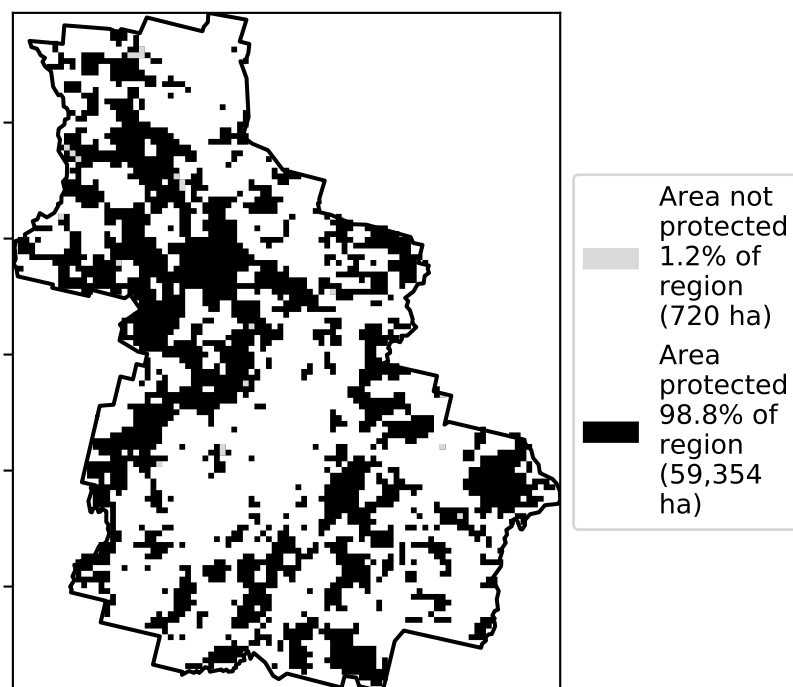 Area not
protected
1.2% of
region
(720 ha)
Area
protected
98.8% of
region
(59,354
ha)